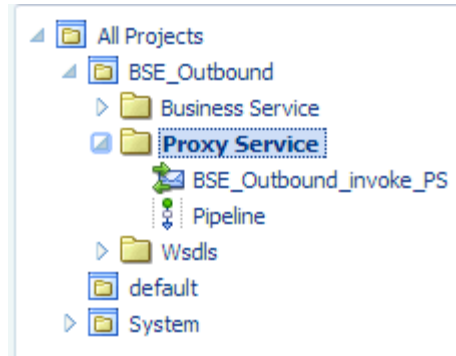 All Projects
BSE_Outbound
Business Service
Proxy Service
BSE_Outbound_invoke_PS
Pipeline
Wsdls
default
System